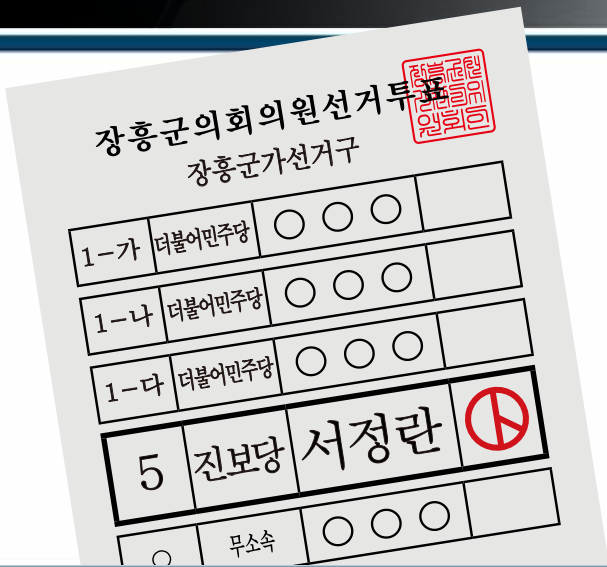 장흥군의회의원선거투표
장흥군가선거구
1-가 더불어민주당 ○ ○ ○
1-나 더불어민주당 ○ ○ ○
1-다 더불어민주당 ○ ○ ○
5 진보당 서정란
○ 무소속 ○ ○ ○